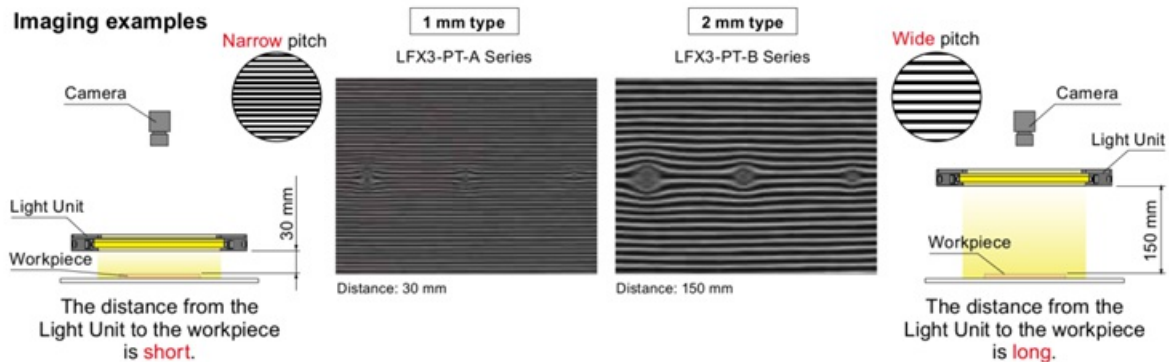 Imaging examples
Narrow pitch
Camera
Light Unit
30 mm
Workpiece
The distance from the
Light Unit to the workpiece
is short.
1 mm type
LFX3-PT-A Series
Distance: 30 mm
2 mm type
LFX3-PT-B Series
Distance: 150 mm
Wide pitch
Camera
Light Unit
150 mm
Workpiece
The distance from the
Light Unit to the workpiece
is long.